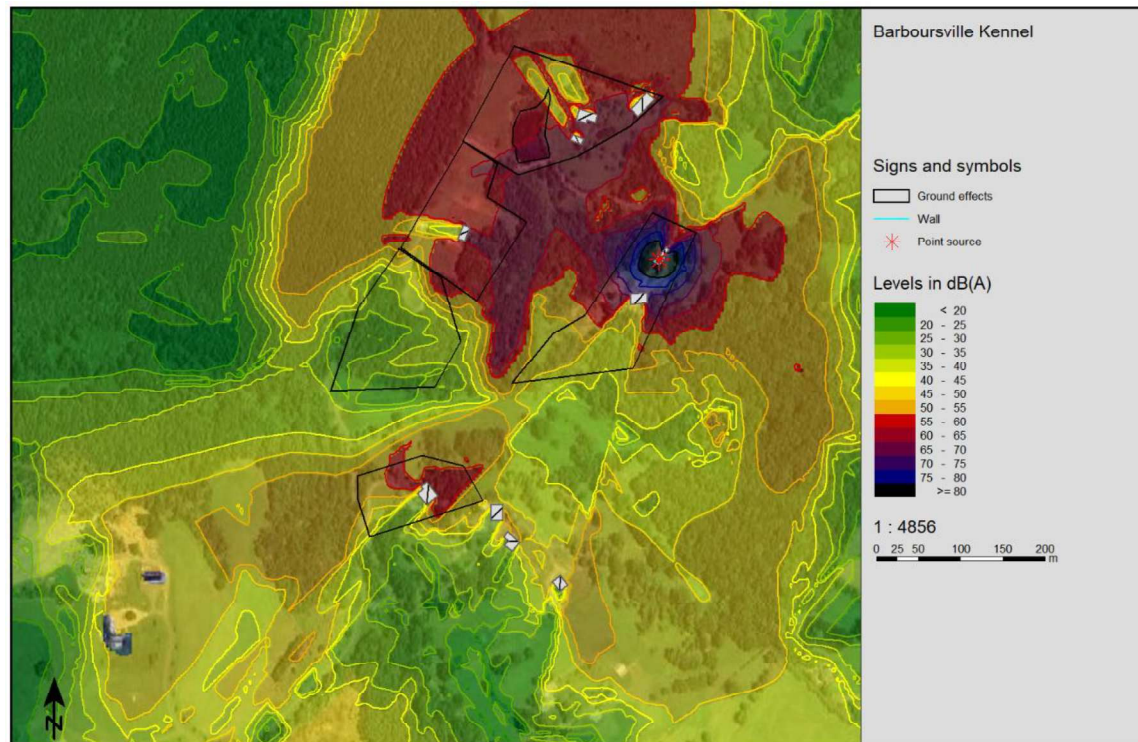 Barboursville Kennel
Signs and symbols
Ground effects
Wall
Point source
Levels in dB(A)
< 20
20 - 25
25 - 30
30 - 35
35 - 40
40 - 45
45 - 50
50 - 55
55 - 60
60 - 65
65 - 70
70 - 75
75 - 80
>= 80
1 : 4856
0 25 50 100 150 200
m
N